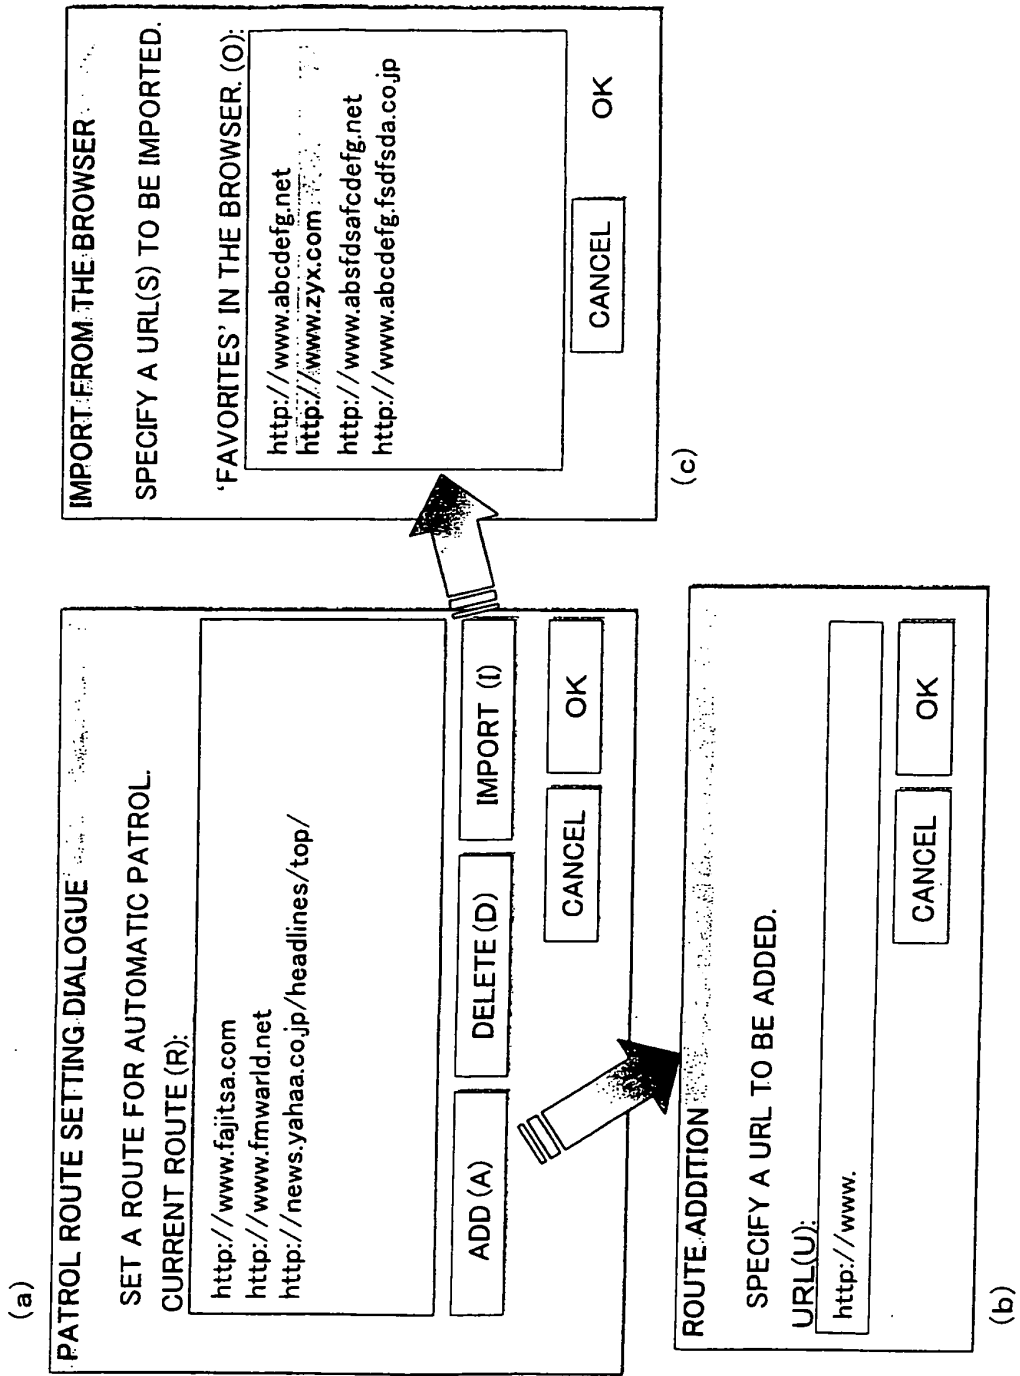 (a)
PATROL ROUTE SETTING DIALOGUE
SET A ROUTE FOR AUTOMATIC PATROL.
CURRENT ROUTE (R):
http://www.fajitsa.com
http://www.fmwarld.net
http://news.yahaa.co.jp/headlines/top/
ADD (A)
DELETE (D)
IMPORT (I)
CANCEL
OK
ROUTE ADDITION
SPECIFY A URL TO BE ADDED.
URL(U):
http://www.
CANCEL
OK
(b)
IMPORT FROM THE BROWSER
SPECIFY A URL(S) TO BE IMPORTED.
'FAVORITES' IN THE BROWSER. (O):
http://www.abcdefg.net
http://www.zyx.com
http://www.absfdsafcdefg.net
http://www.abcdefg.fsdfsda.co.jp
CANCEL
OK
(c)